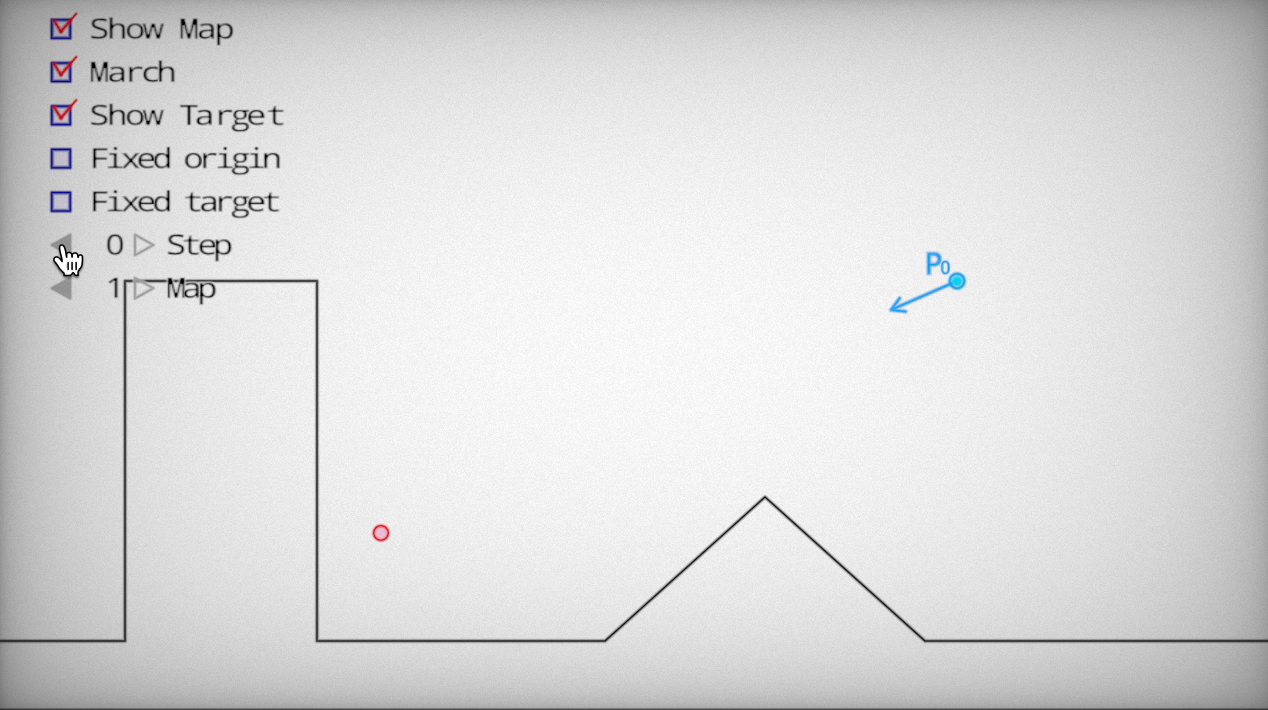 Show Map
March
Show Target
Fixed origin
Fixed target
0 Step
1 Map
P₀